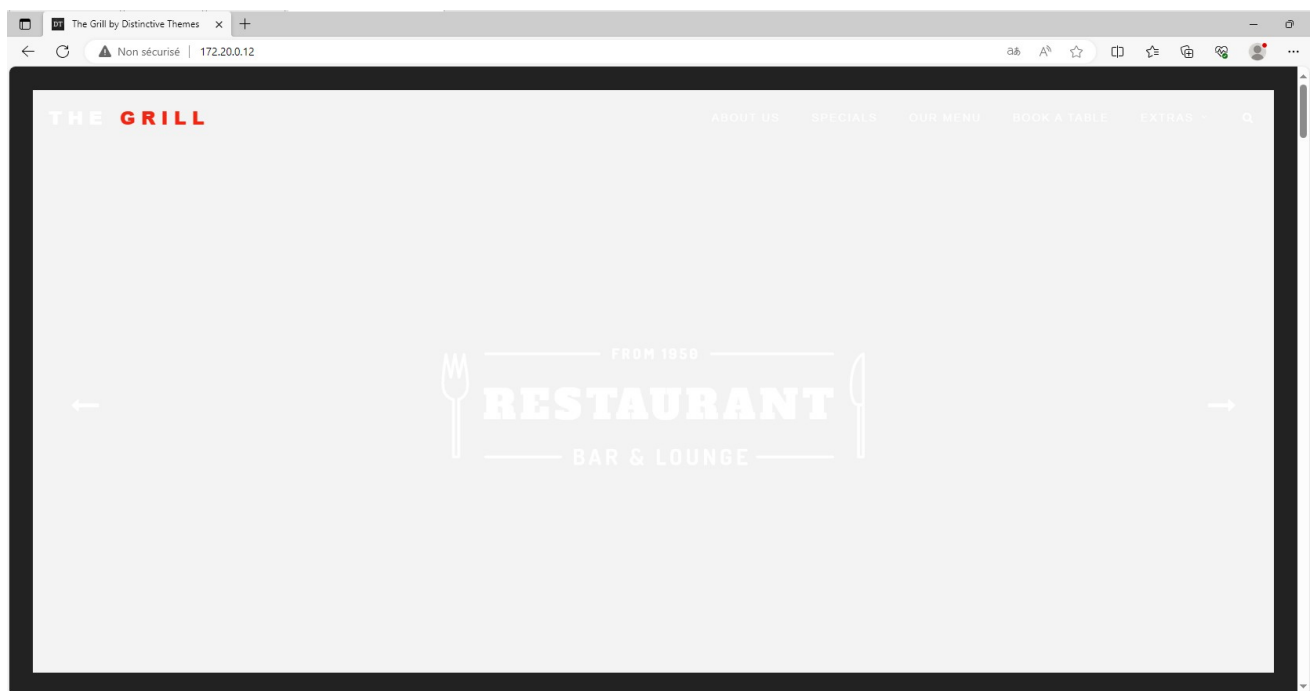 DT The Grill by Distinctive Themes
Non sécurisé 172.20.0.12
THE GRILL ABOUT US SPECIALS OUR MENU BOOK A TABLE EXTRAS
FROM 1950
RESTAURANT
BAR & LOUNGE